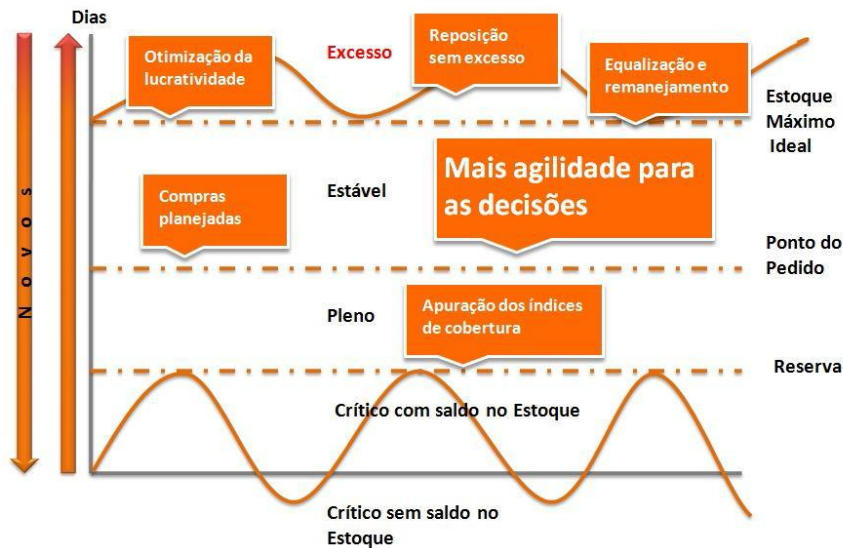 Dias
Otimização da
lucratividade
Excesso
Reposição
sem excesso
Equalização e
remanejamento
Estoque
Máximo
Ideal
Novos
Compras
planejadas
Estável
Mais agilidade para
as decisões
Ponto do
Pedido
Pleno
Apuração dos índices
de cobertura
Reserva
Crítico com saldo no Estoque
Crítico sem saldo no
Estoque